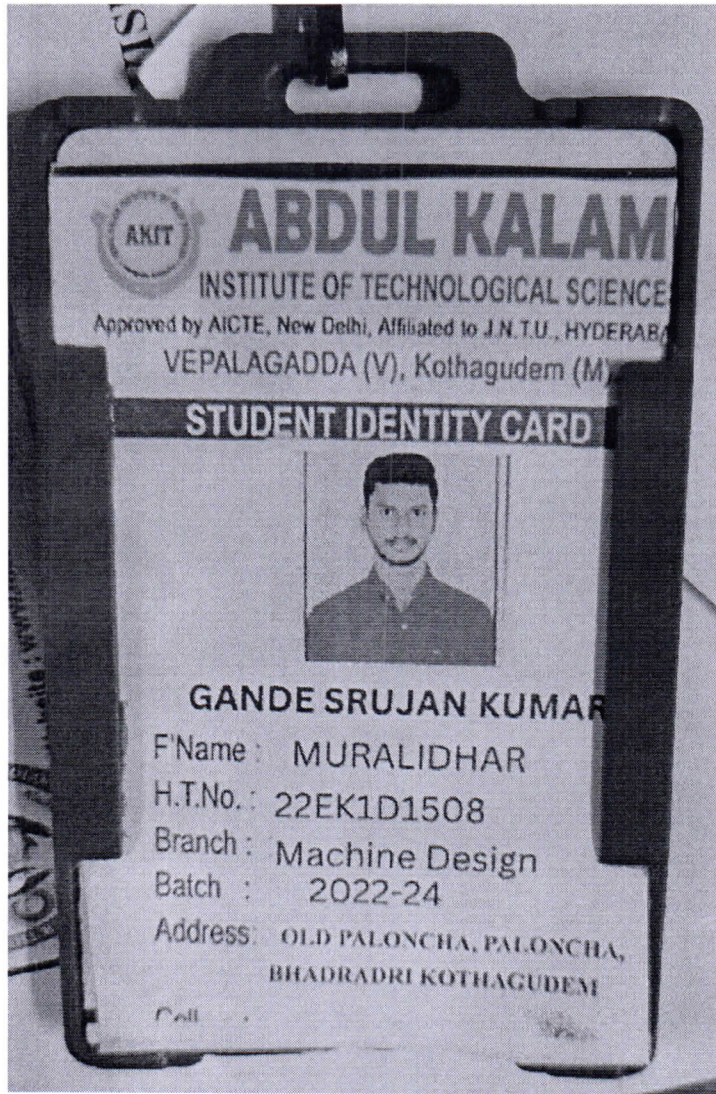 AKIT
ABDUL KALAM
INSTITUTE OF TECHNOLOGICAL SCIENCE
Approved by AICTE, New Delhi, Affiliated to J.N.T.U., HYDERABA
VEPALAGADDA (V), Kothagudem (M)
STUDENT IDENTITY CARD
GANDE SRUJAN KUMAR
F'Name : MURALIDHAR
H.T.No. : 22EK1D1508
Branch : Machine Design
Batch : 2022-24
Address: OLD PALONCHA, PALONCHA,
BHADRADRI KOTHAGUDEM
Cell :